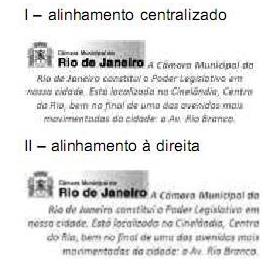 I – alinhamento centralizado
Câmara Municipal do
Rio de Janeiro A Câmara Municipal do
Rio de Janeiro constitui o Poder Legislativo em
nossa cidade. Está localizada na Cinelândia, Centro
do Rio, bem no final de uma das avenidas mais
movimentadas da cidade: a Av. Rio Branco.
II – alinhamento à direita
Câmara Municipal do
Rio de Janeiro A Câmara Municipal do
Rio de Janeiro constitui o Poder Legislativo em
nossa cidade. Está localizada na Cinelândia, Centro
do Rio, bem no final de uma das avenidas mais
movimentadas da cidade: a Av. Rio Branco.